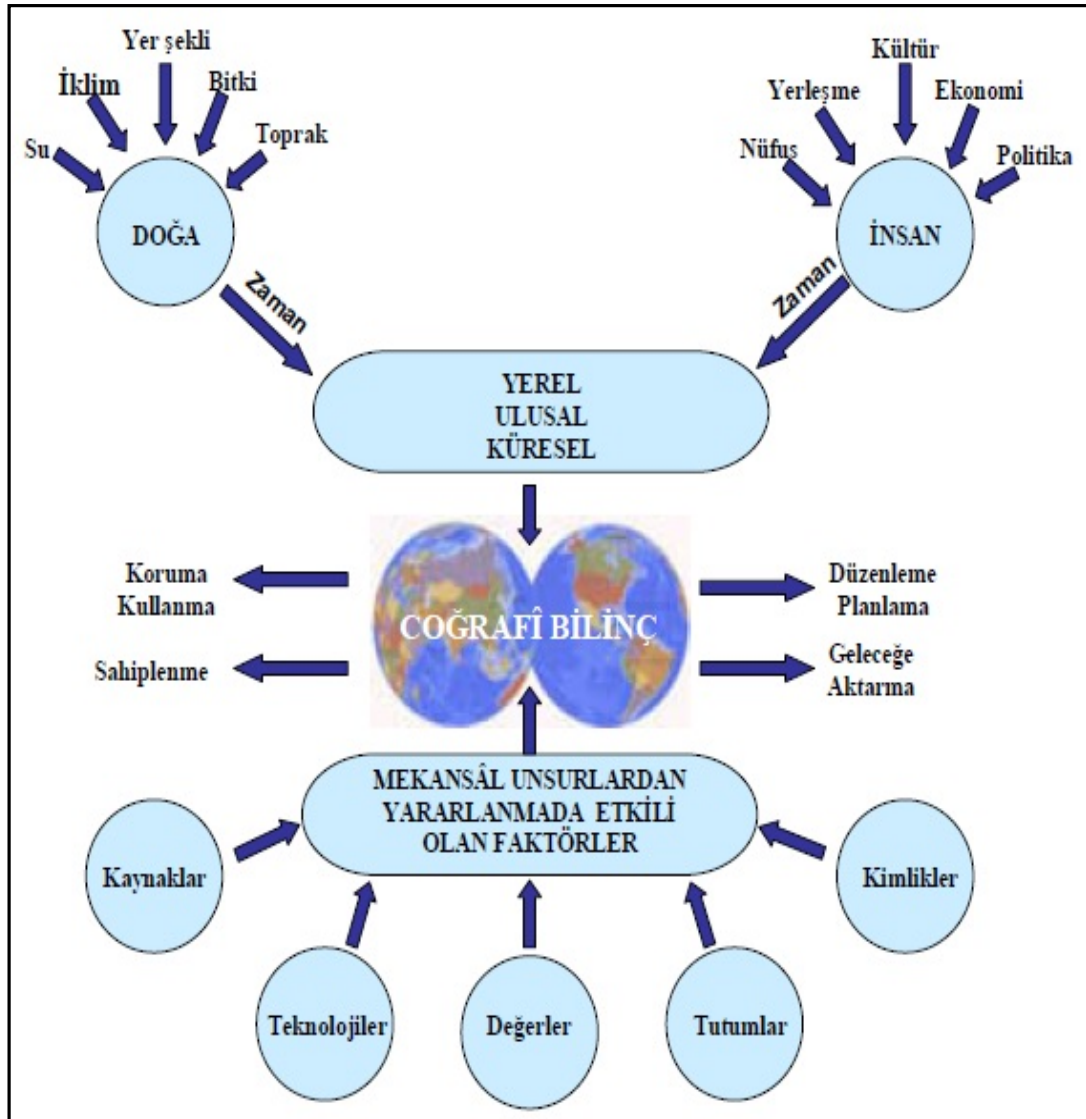 Yer şekli
İklim
Bitki
Su
Toprak
DOĞA
Zaman
Kültür
Yerleşme
Ekonomi
Nüfus
Politika
İNSAN
Zaman
YEREL
ULUSAL
KÜRESEL
Koruma
Kullanma
Sahiplenme
COĞRAFÎ BİLİNÇ
Düzenleme
Planlama
Geleceğe
Aktarma
MEKANSÂL UNSURLARDAN
YARARLANMADA ETKİLİ
OLAN FAKTÖRLER
Kaynaklar
Kimlikler
Teknolojiler
Değerler
Tutumlar